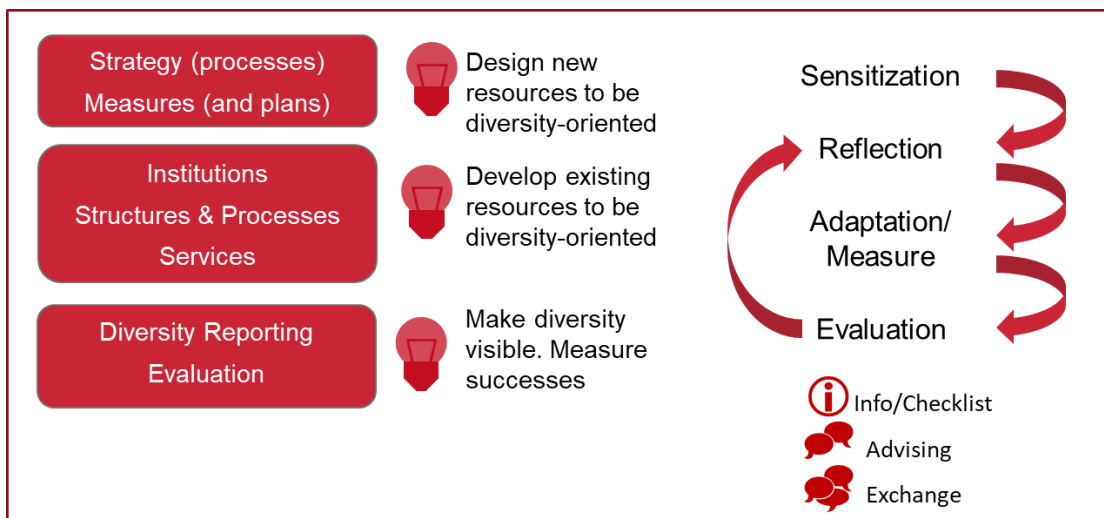 Strategy (processes)
Measures (and plans)
Design new
resources to be
diversity-oriented
Institutions
Structures & Processes
Services
Develop existing
resources to be
diversity-oriented
Diversity Reporting
Evaluation
Make diversity
visible. Measure
successes
Sensitization
Reflection
Adaptation/
Measure
Evaluation
Info/Checklist
Advising
Exchange